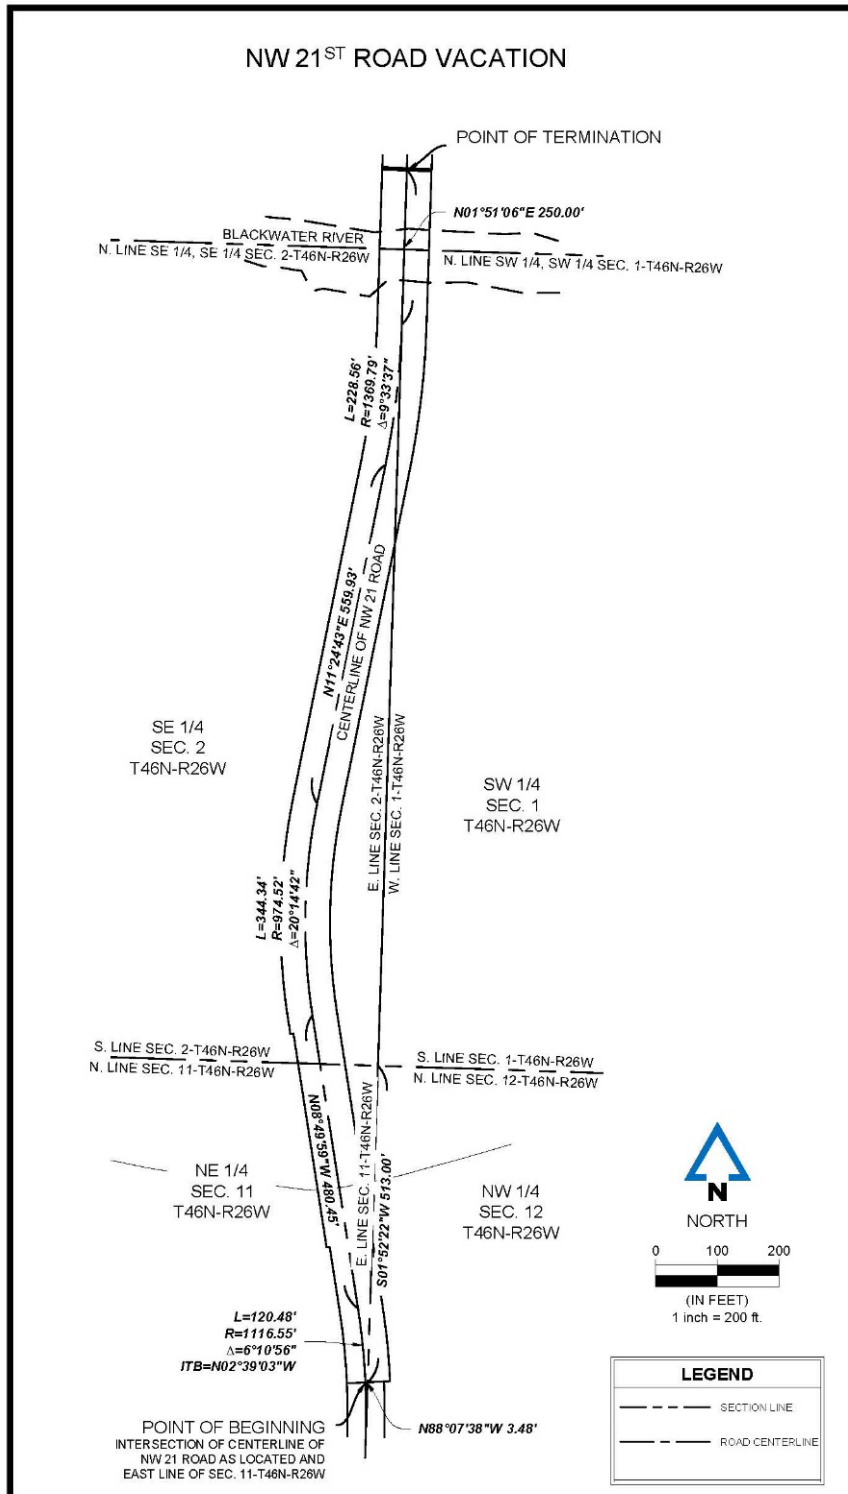 NW 21ST ROAD VACATION
POINT OF TERMINATION
N01°51'06"E 250.00'
BLACKWATER RIVER
N. LINE SE 1/4, SE 1/4 SEC. 2-T46N-R26W
N. LINE SW 1/4, SW 1/4 SEC. 1-T46N-R26W
L=228.56'
R=1369.79'
Δ=9°33'37"
N11°24'43"E 559.93'
CENTERLINE OF NW 21 ROAD
SE 1/4
SEC. 2
T46N-R26W
E. LINE SEC. 2-T46N-R26W
W. LINE SEC. 1-T46N-R26W
SW 1/4
SEC. 1
T46N-R26W
L=344.34'
R=974.52'
Δ=20°14'42"
S. LINE SEC. 2-T46N-R26W
N. LINE SEC. 11-T46N-R26W
S. LINE SEC. 1-T46N-R26W
N. LINE SEC. 12-T46N-R26W
N08°49'59"W 480.45'
E. LINE SEC. 11-T46N-R26W
S01°52'22"W 513.00'
NE 1/4
SEC. 11
T46N-R26W
NW 1/4
SEC. 12
T46N-R26W
N
NORTH
0 100 200
(IN FEET)
1 inch = 200 ft.
L=120.48'
R=1116.55'
Δ=6°10'56"
ITB=N02°39'03"W
POINT OF BEGINNING
INTERSECTION OF CENTERLINE OF
NW 21 ROAD AS LOCATED AND
EAST LINE OF SEC. 11-T46N-R26W
N88°07'38"W 3.48'
LEGEND
SECTION LINE
ROAD CENTERLINE